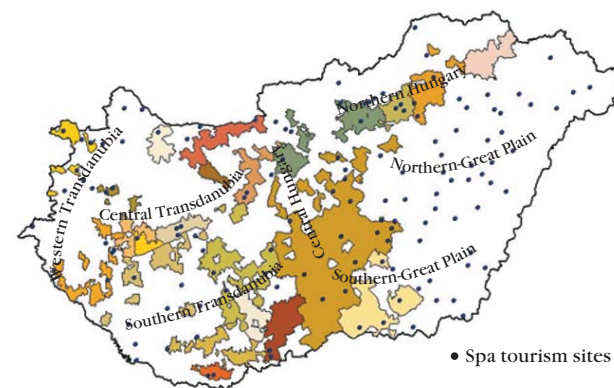 Northern Hungary
Western Transdanubia
Central Hungary
Northern-Great Plain
Central Transdanubia
Southern-Great Plain
Southern Transdanubia
• Spa tourism sites